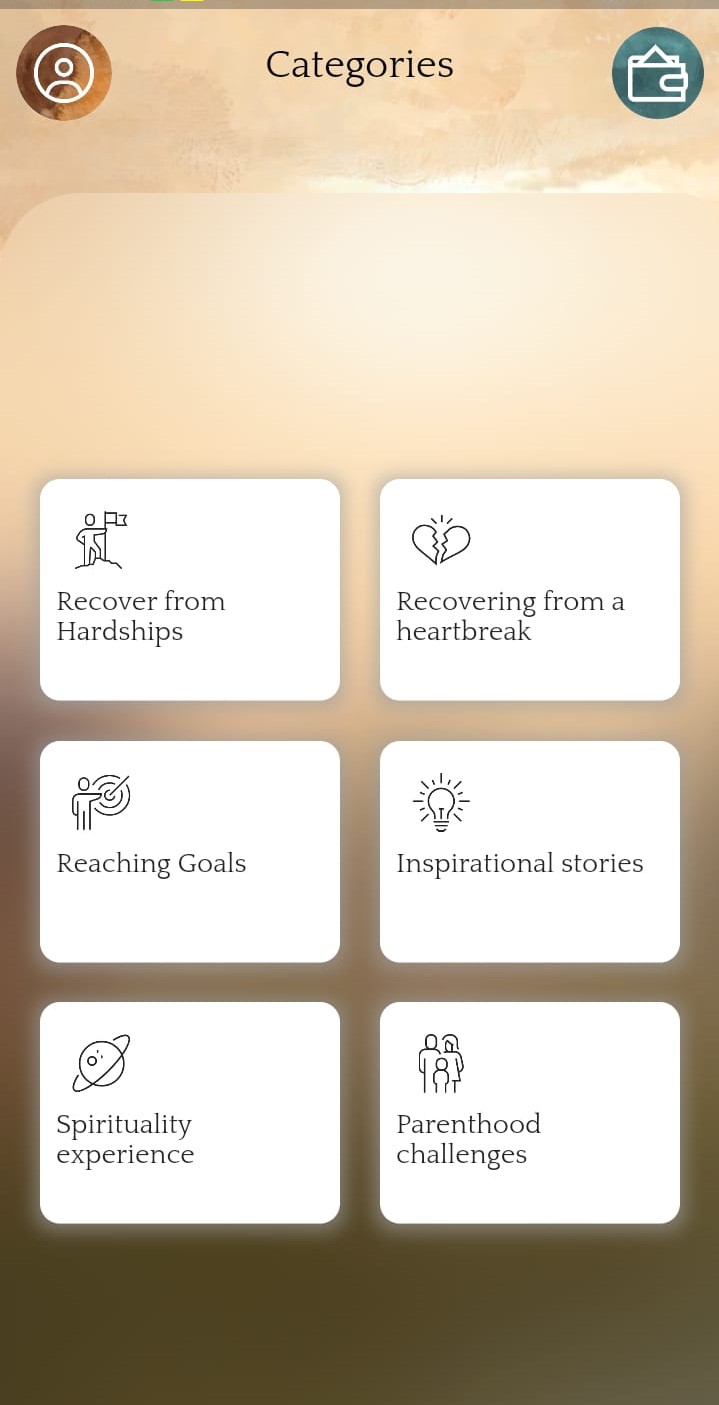 Categories
Recover from
Hardships
Recovering from a
heartbreak
Reaching Goals
Inspirational stories
Spirituality
experience
Parenthood
challenges